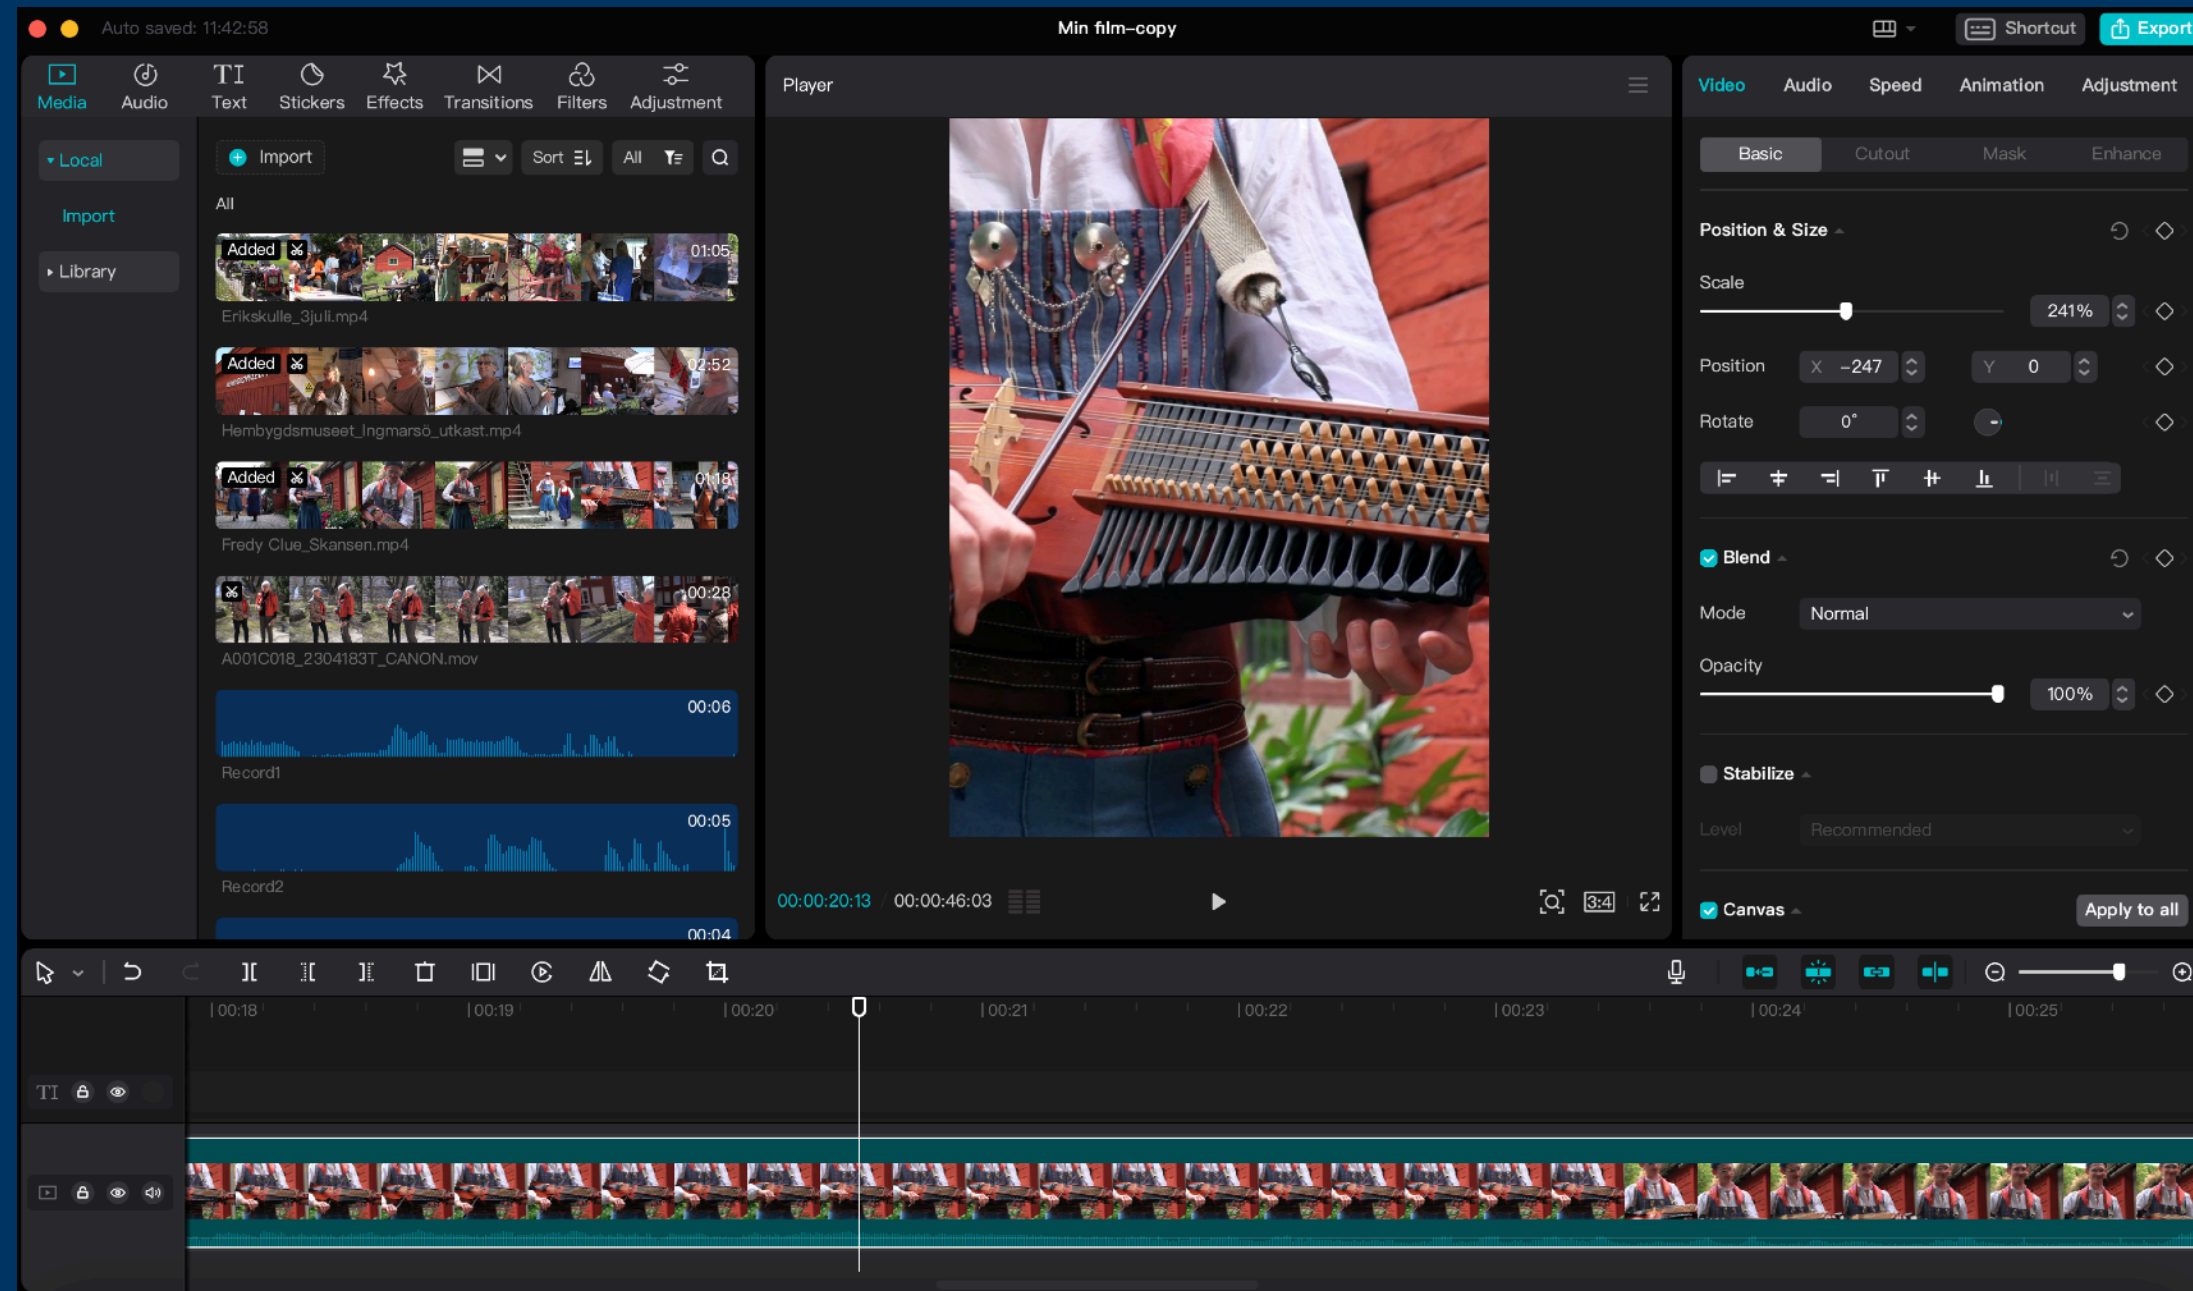 Auto saved: 11:42:58
Min film-copy
Shortcut
Export
Media
Audio
Text
Stickers
Effects
Transitions
Filters
Adjustment
Local
Import
Library
Import
Sort
All
All
Added
01:05
Erikskulle_3juli.mp4
Added
02:52
Hembygdsmuseet_Ingmarsö_utkast.mp4
Added
01:18
Fredy Clue_Skansen.mp4
00:28
A001C018_2304183T_CANON.mov
00:06
Record1
00:05
Record2
00:04
Player
00:00:20:13 / 00:00:46:03
3:4
Video
Audio
Speed
Animation
Adjustment
Basic
Cutout
Mask
Enhance
Position & Size
Scale
241%
Position X -247 Y 0
Rotate 0°
Blend
Mode Normal
Opacity
100%
Stabilize
Level Recommended
Canvas
Apply to all
00:18
00:19
00:20
00:21
00:22
00:23
00:24
00:25
TI